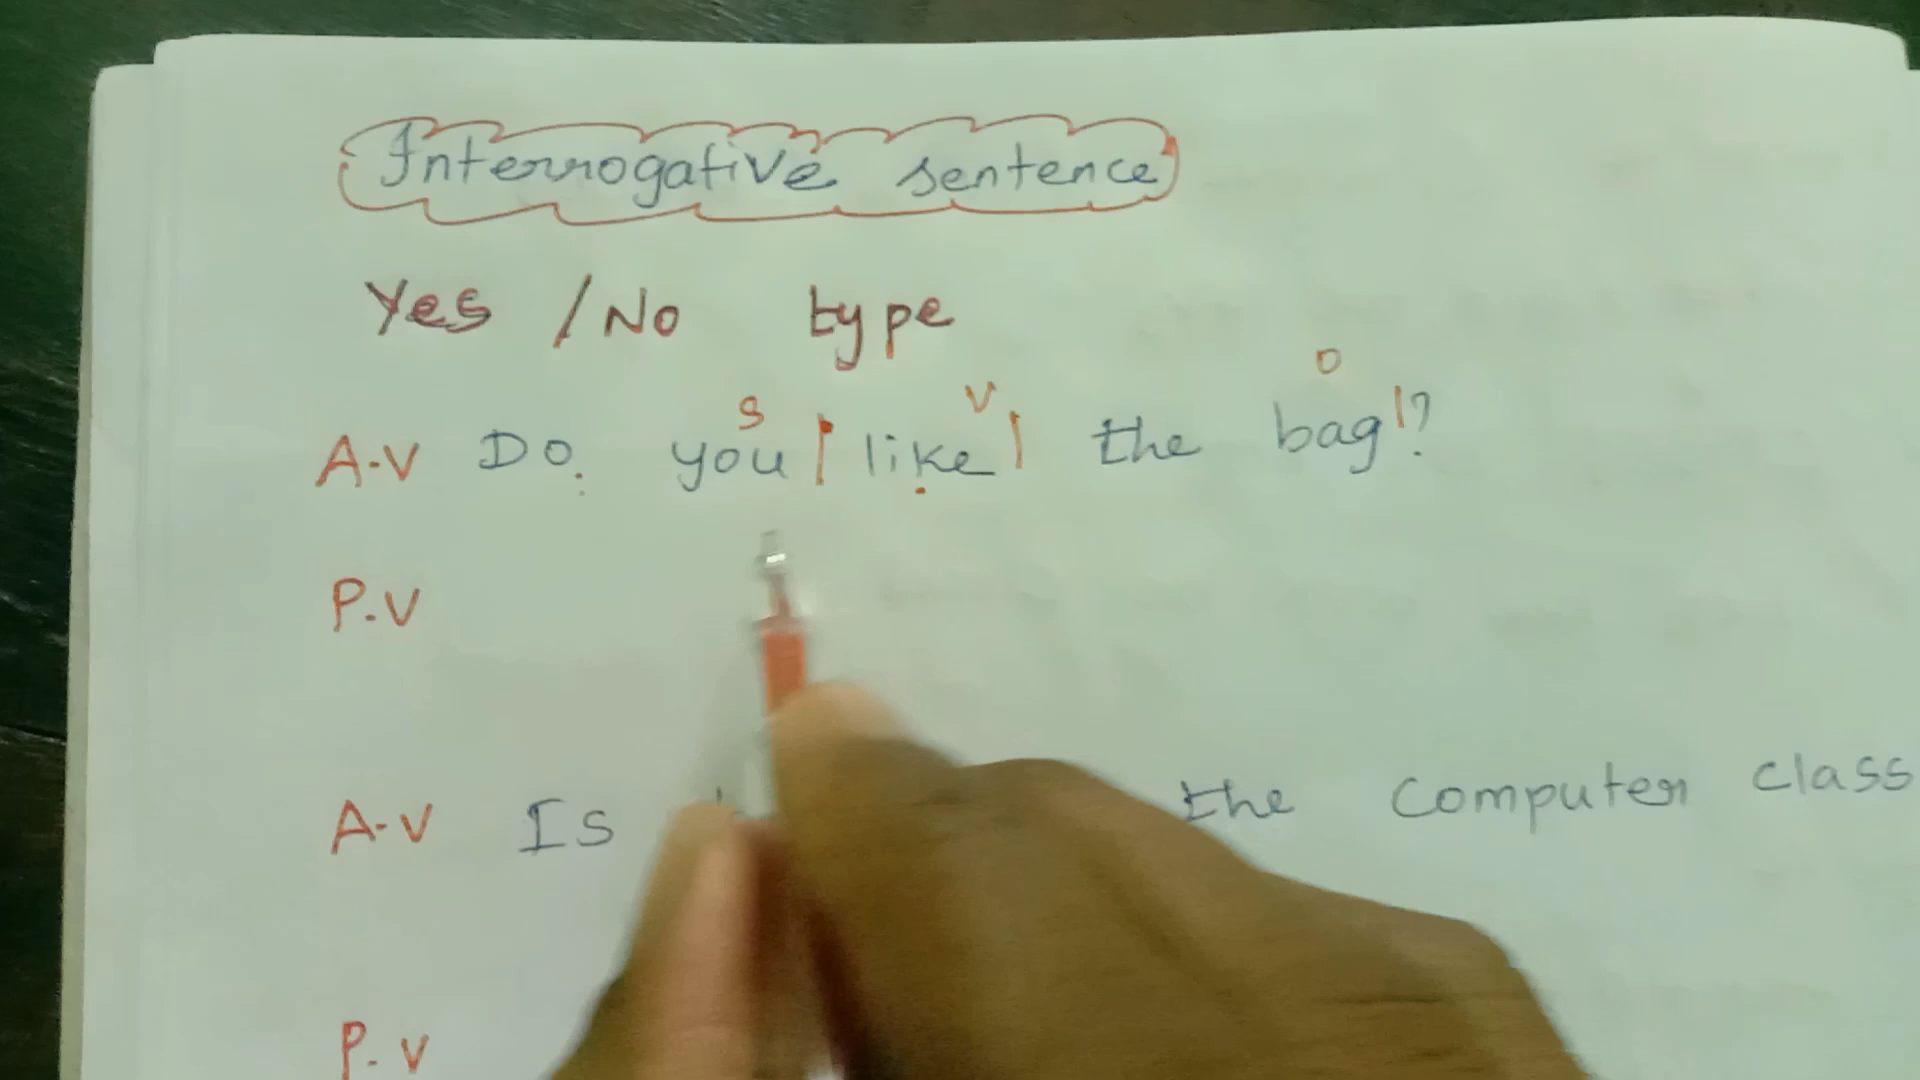 Interrogative sentence
Yes / No type
S V O
A.V Do you | like | the bag |?
P.V
A.V Is the computer class
P.V